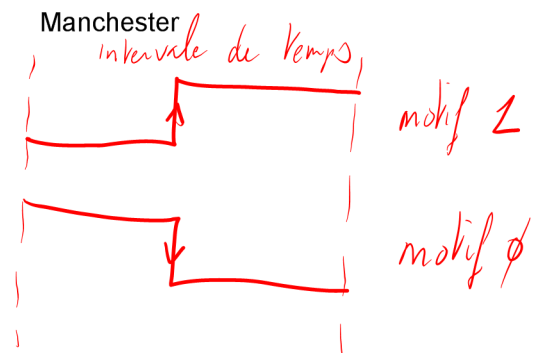 Manchester
intervale de temps
motif 1
motif 0